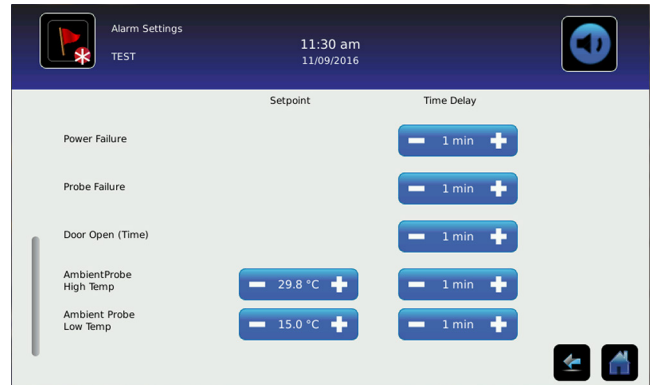 Alarm Settings
TEST
11:30 am
11/09/2016
Setpoint Time Delay
Power Failure 1 min
Probe Failure 1 min
Door Open (Time) 1 min
AmbientProbe
High Temp 29.8 °C 1 min
Ambient Probe
Low Temp 15.0 °C 1 min